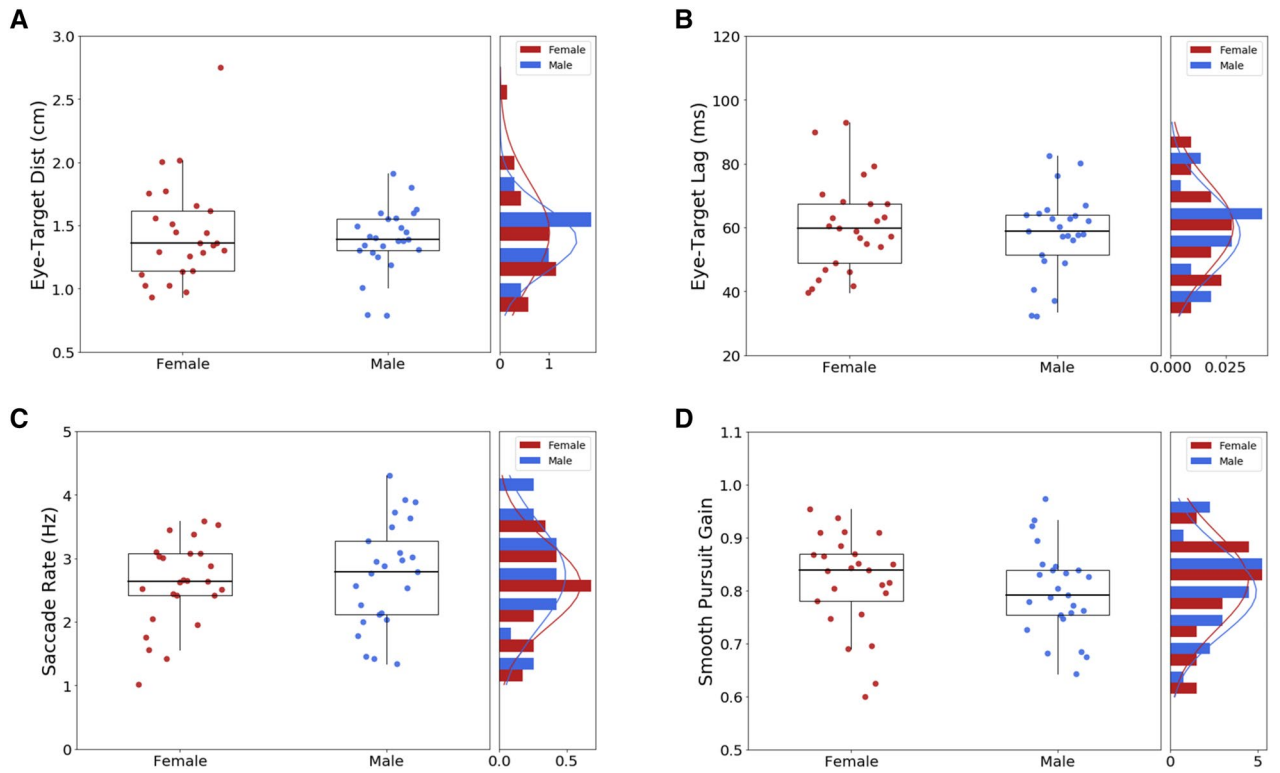 A
Eye-Target Dist (cm)
3.0
2.5
2.0
1.5
1.0
0.5
Female
Male
Female
Male
0 1
B
Eye-Target Lag (ms)
120
100
80
60
40
20
Female
Male
Female
Male
0.000 0.025
C
Saccade Rate (Hz)
5
4
3
2
1
0
Female
Male
Female
Male
0.0 0.5
D
Smooth Pursuit Gain
1.1
1.0
0.9
0.8
0.7
0.6
0.5
Female
Male
Female
Male
0 5